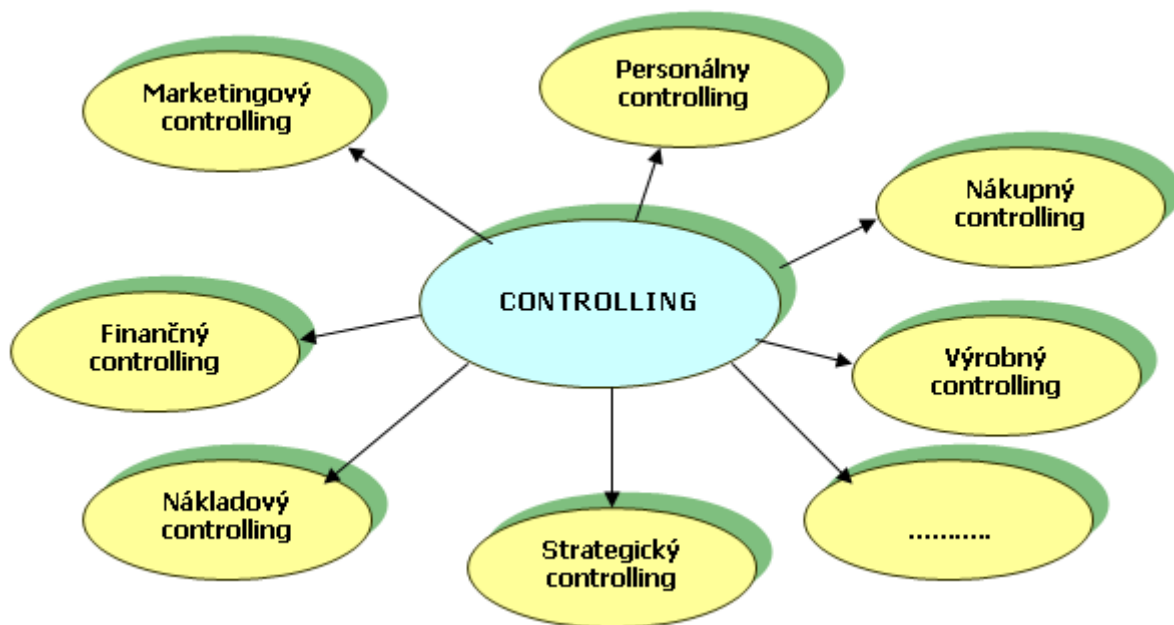 Marketingový
controlling
Personálny
controlling
Nákupný
controlling
CONTROLLING
Finančný
controlling
Výrobný
controlling
Nákladový
controlling
Strategický
controlling
...........